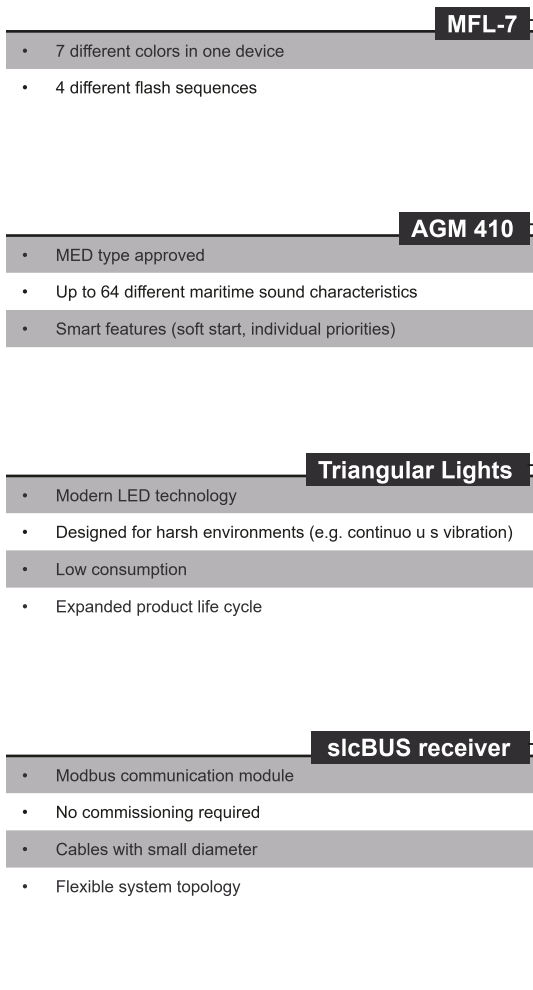 MFL-7
• 7 different colors in one device
• 4 different flash sequences
AGM 410
• MED type approved
• Up to 64 different maritime sound characteristics
• Smart features (soft start, individual priorities)
Triangular Lights
• Modern LED technology
• Designed for harsh environments (e.g. continuo u s vibration)
• Low consumption
• Expanded product life cycle
slcBUS receiver
• Modbus communication module
• No commissioning required
• Cables with small diameter
• Flexible system topology